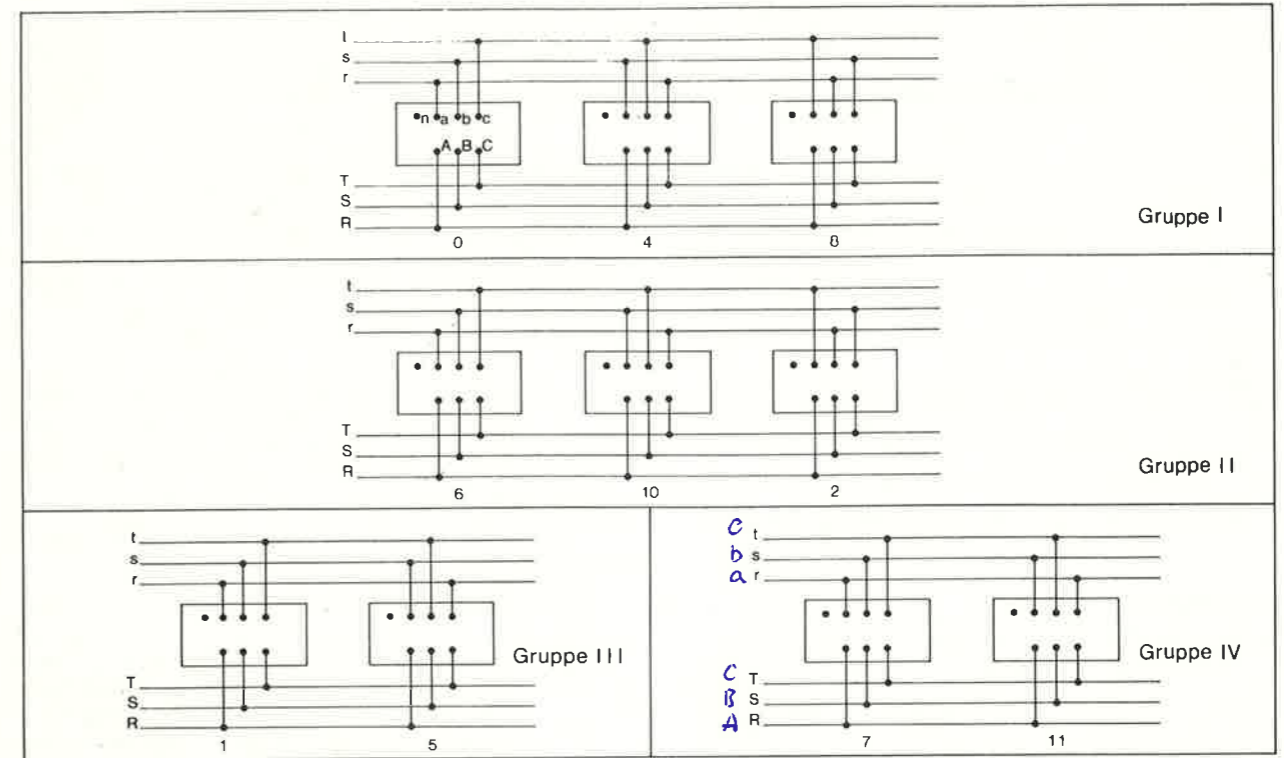 t
s
r
n a b c
A B C
T
S
R
0 4 8
Gruppe I
t
s
r
T
S
R
6 10 2
Gruppe II
t
s
r
T
S
R
1 5
Gruppe III
C t
b s
a r
C T
B S
A R
7 11
Gruppe IV